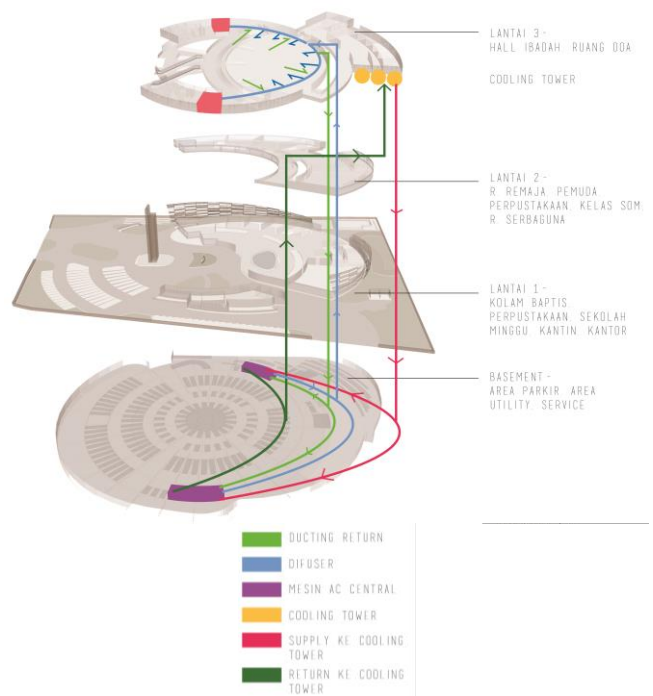 LANTAI 3-
HALL IBADAH. RUANG DOA
COOLING TOWER
LANTAI 2-
R. REMAJA, PEMUDA
PERPUSTAKAAN, KELAS SOM,
R. SERBAGUNA
LANTAI 1-
KOLAM BAPTIS
PERPUSTAKAAN, SEKOLAH
MINGGU, KANTIN, KANTOR
BASEMENT-
AREA PARKIR, AREA
UTILITY, SERVICE
DUCTING RETURN
DIFUSER
MESIN AC CENTRAL
COOLING TOWER
SUPPLY KE COOLING
TOWER
RETURN KE COOLING
TOWER